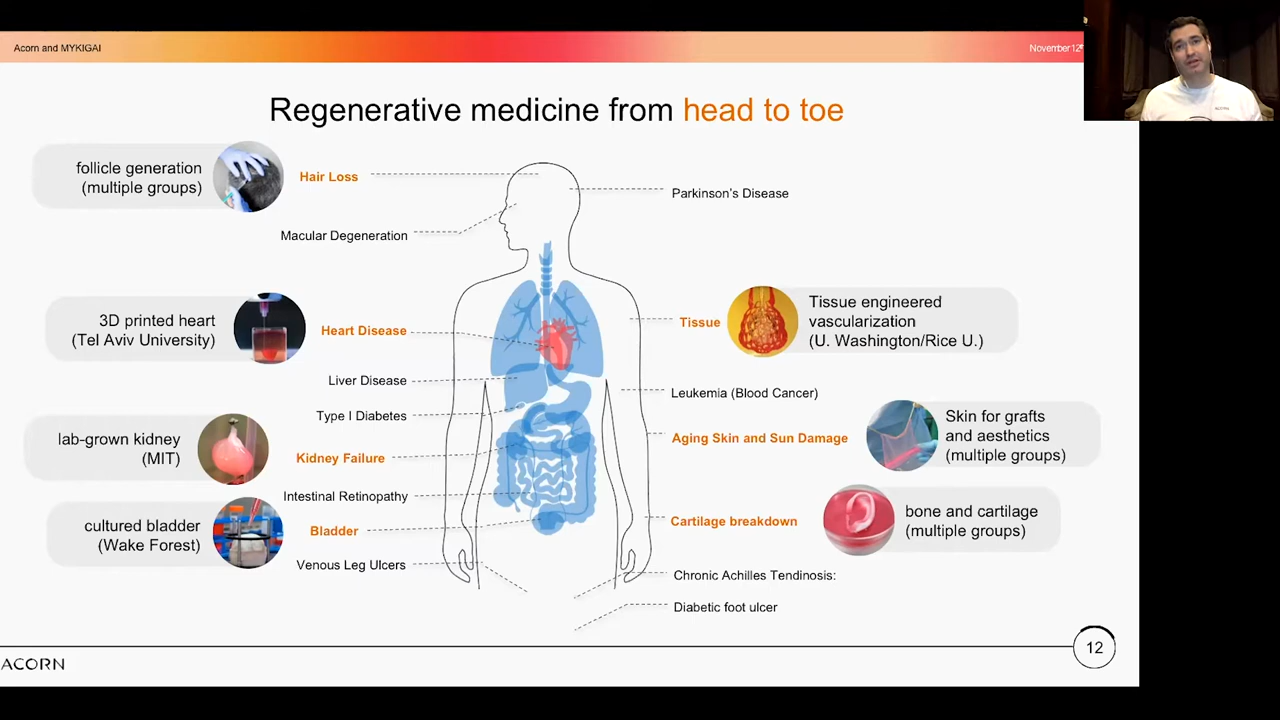 Acorn and MYKIGAI
November 12
Regenerative medicine from head to toe
follicle generation
(multiple groups)
Hair Loss
Parkinson's Disease
Macular Degeneration
3D printed heart
(Tel Aviv University)
Heart Disease
Tissue
Tissue engineered
vascularization
(U. Washington/Rice U.)
Liver Disease
Leukemia (Blood Cancer)
Type I Diabetes
lab-grown kidney
(MIT)
Kidney Failure
Aging Skin and Sun Damage
Skin for grafts
and aesthetics
(multiple groups)
Intestinal Retinopathy
cultured bladder
(Wake Forest)
Bladder
Cartilage breakdown
bone and cartilage
(multiple groups)
Venous Leg Ulcers
Chronic Achilles Tendinosis:
Diabetic foot ulcer
12
ACORN
ACORN